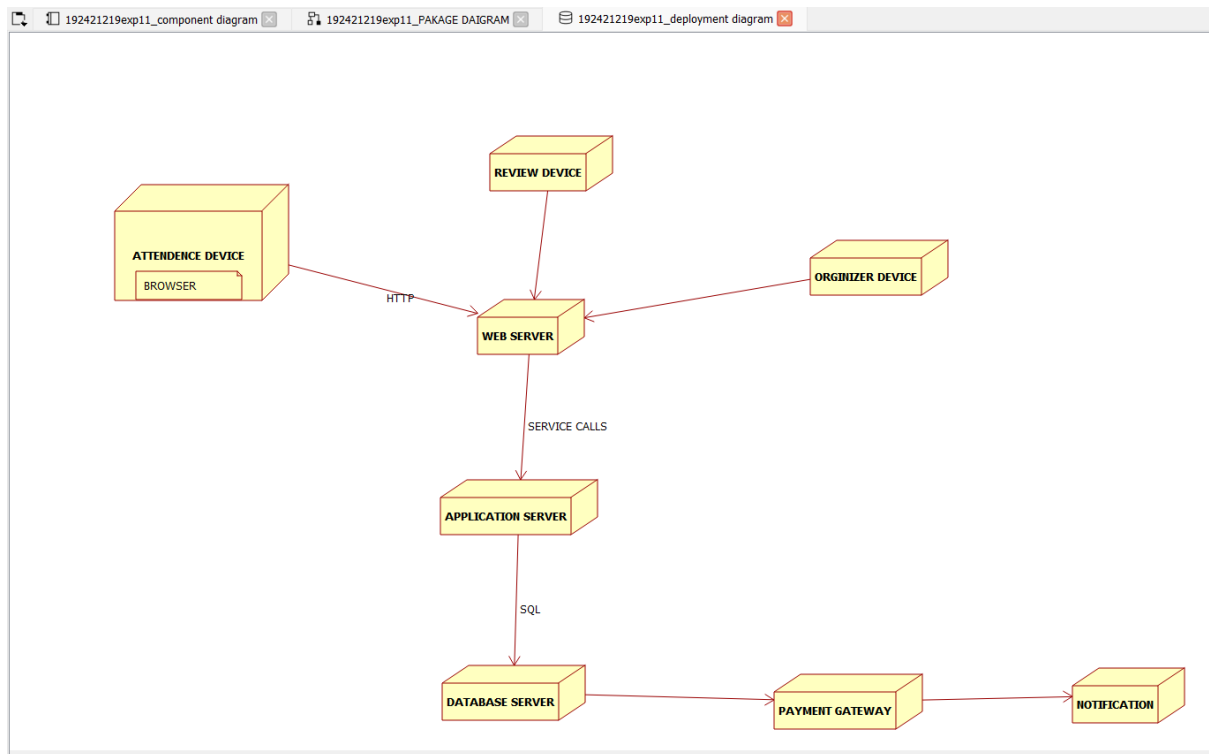 192421219exp11_component diagram
192421219exp11_PAKAGE DAIGRAM
192421219exp11_deployment diagram
REVIEW DEVICE
ATTENDENCE DEVICE
BROWSER
ORGINIZER DEVICE
HTTP
WEB SERVER
SERVICE CALLS
APPLICATION SERVER
SQL
DATABASE SERVER
PAYMENT GATEWAY
NOTIFICATION